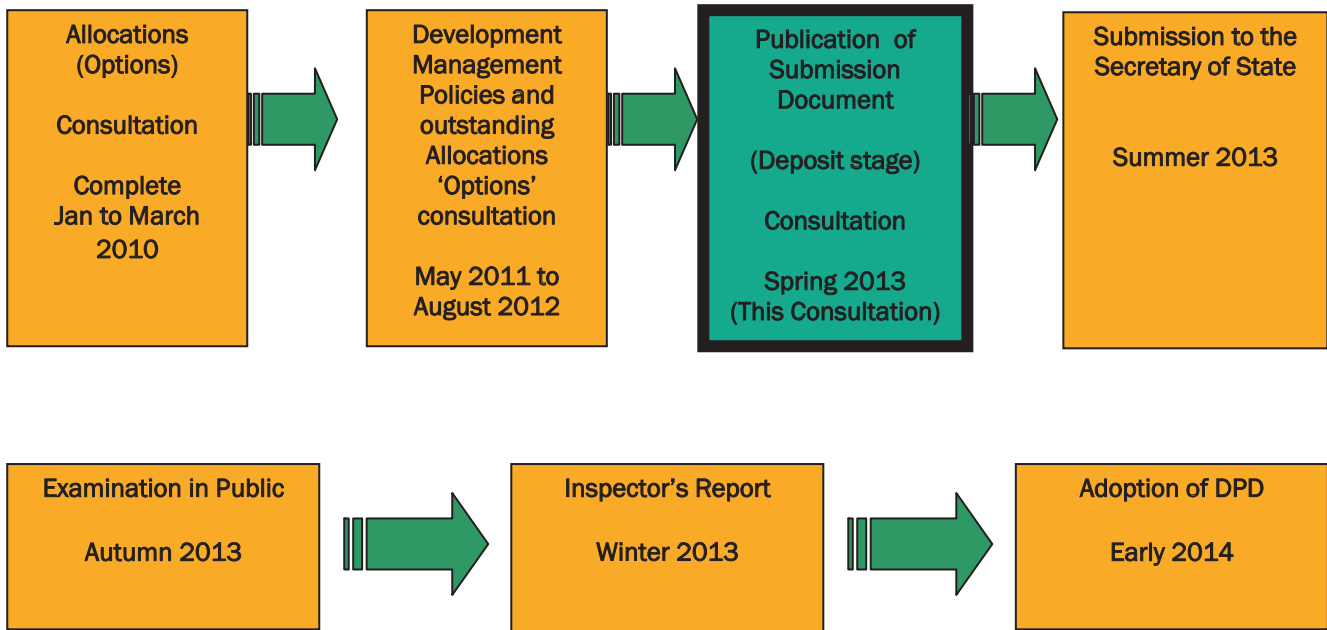 Allocations
(Options)
Consultation
Complete
Jan to March
2010
Development
Management
Policies and
outstanding
Allocations
‘Options’
consultation
May 2011 to
August 2012
Publication of
Submission
Document
(Deposit stage)
Consultation
Spring 2013
(This Consultation)
Submission to the
Secretary of State
Summer 2013
Examination in Public
Autumn 2013
Inspector’s Report
Winter 2013
Adoption of DPD
Early 2014